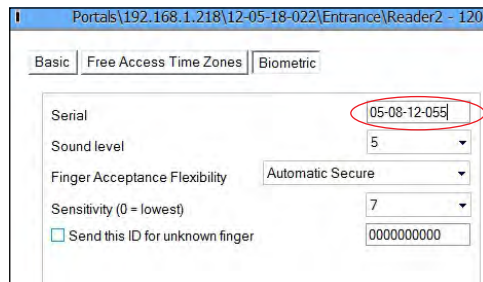 Portals\192.168.1.218\12-05-18-022\Entrance\Reader2 - 120
Basic Free Access Time Zones Biometric
Serial 05-08-12-055
Sound level 5
Finger Acceptance Flexibility Automatic Secure
Sensitivity (0 = lowest) 7
Send this ID for unknown finger 0000000000